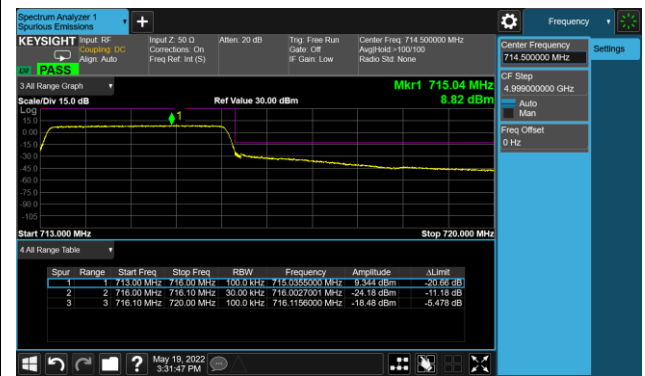 Spectrum Analyzer 1
Spurious Emissions
Frequency
KEYSIGHT
Input: RF
Coupling: DC
Align: Auto
Input Z: 50 Ω
Corrections: On
Freq Ref: Int (S)
Atten: 20 dB
Trig: Free Run
Gate: Off
IF Gain: Low
Center Freq: 714.500000 MHz
Avg|Hold:>100/100
Radio Std: None
PASS
3 All Range Graph
Mkr1 715.04 MHz
8.82 dBm
Scale/Div 15.0 dB
Ref Value 30.00 dBm
Log
15.0
0.00
-15.0
-30.0
-45.0
-60.0
-75.0
-90.0
-105
1
Start 713.000 MHz
Stop 720.000 MHz
4 All Range Table
Spur Range Start Freq Stop Freq RBW Frequency Amplitude ΔLimit
1 1 713.00 MHz 716.00 MHz 100.0 kHz 715.0355000 MHz 9.344 dBm -20.66 dB
2 2 716.00 MHz 716.10 MHz 30.00 kHz 716.0027001 MHz -24.18 dBm -11.18 dB
3 3 716.10 MHz 720.00 MHz 100.0 kHz 716.1156000 MHz -18.48 dBm -5.478 dB
May 19, 2022
3:31:47 PM
Center Frequency
714.500000 MHz
Settings
CF Step
4.999000000 GHz
Auto
Man
Freq Offset
0 Hz